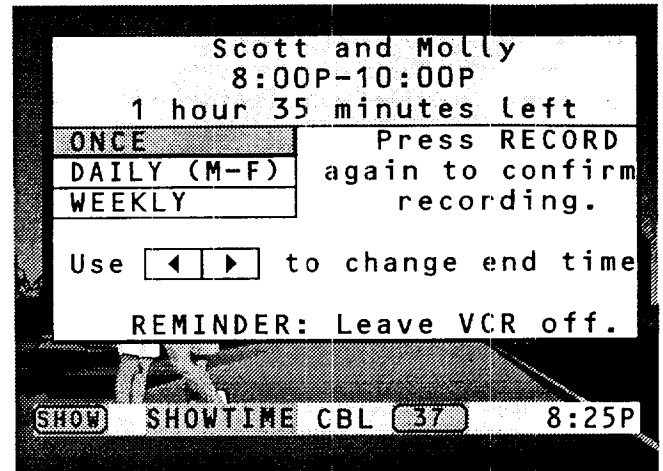 Scott and Molly
8:00P-10:00P
1 hour 35 minutes left
ONCE
DAILY (M-F)
WEEKLY
Press RECORD
again to confirm
recording.
Use ◀ ▶ to change end time
REMINDER: Leave VCR off.
SHOW SHOWTIME CBL 37 8:25P